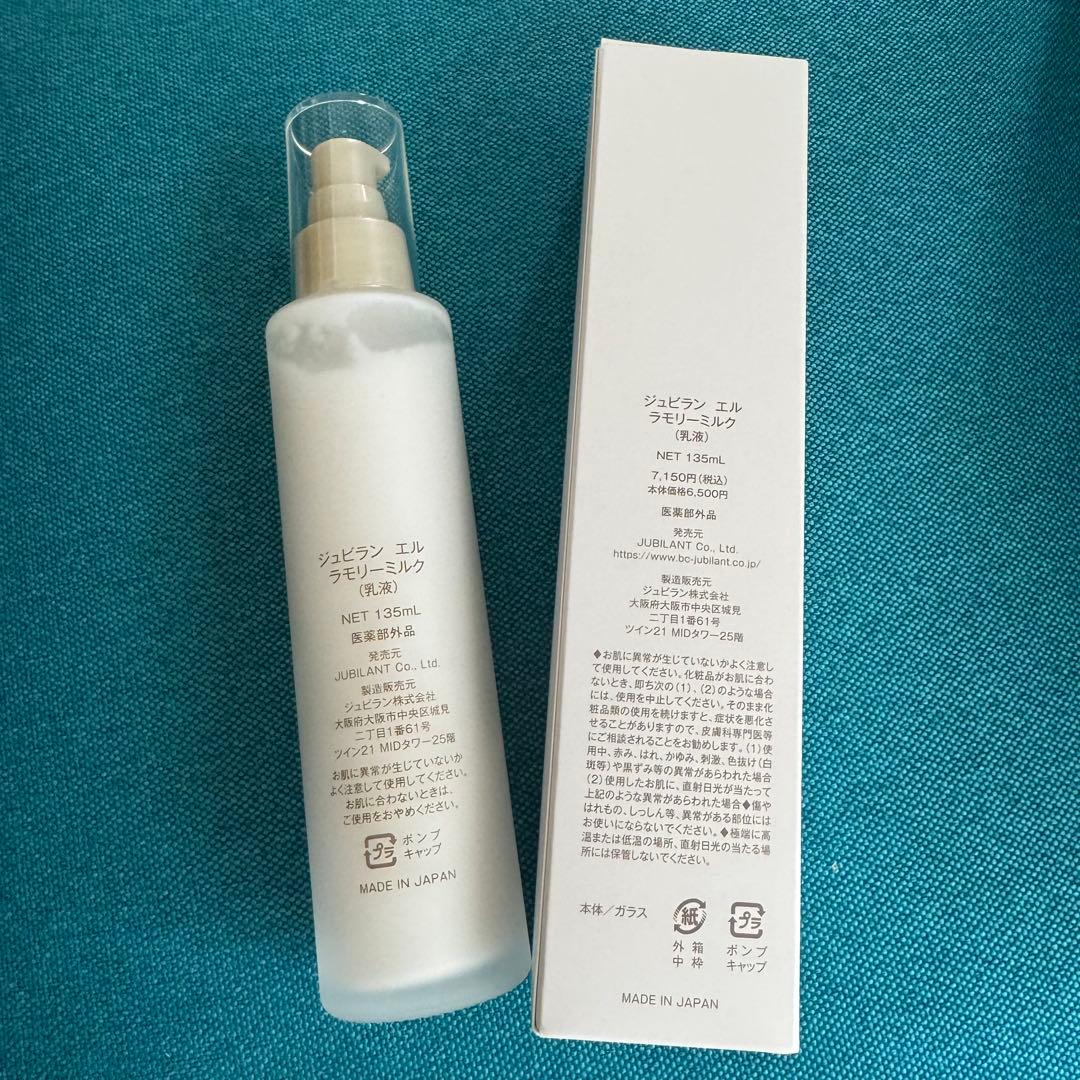 ジュビラン エル
ラモリーミルク
(乳液)
NET 135mL
医薬部外品
発売元
JUBILANT Co., Ltd.
製造販売元
ジュビラン株式会社
大阪府大阪市中央区城見
二丁目1番61号
ツイン21 MIDタワー25階
お肌に異常が生じていないか
よく注意して使用してください。
お肌に合わないときは、
ご使用をおやめください。
プラ
ポンプ
キャップ
MADE IN JAPAN
ジュビラン エル
ラモリーミルク
(乳液)
NET 135mL
7,150円(税込)
本体価格6,500円
医薬部外品
発売元
JUBILANT Co., Ltd.
https://www.bc-jubilant.co.jp/
製造販売元
ジュビラン株式会社
大阪府大阪市中央区城見
二丁目1番61号
ツイン21 MIDタワー25階
◆お肌に異常が生じていないかよく注意し
て使用してください。化粧品がお肌に合わ
ないとき、即ち次の(1)、(2)のような場合
には、使用を中止してください。そのまま化
粧品類の使用を続けますと、症状を悪化さ
せることがありますので、皮膚科専門医等
にご相談されることをお勧めします。(1)使
用中、赤み、はれ、かゆみ、刺激、色抜け(白
斑等)や黒ずみ等の異常があらわれた場合
(2)使用したお肌に、直射日光が当たって
上記のような異常があらわれた場合◆傷や
はれもの、しっしん等、異常がある部位には
お使いにならないでください。◆極端に高
温または低温の場所、直射日光の当たる場
所には保管しないでください。
本体/ガラス
紙
外箱
中枠
プラ
ポンプ
キャップ
MADE IN JAPAN